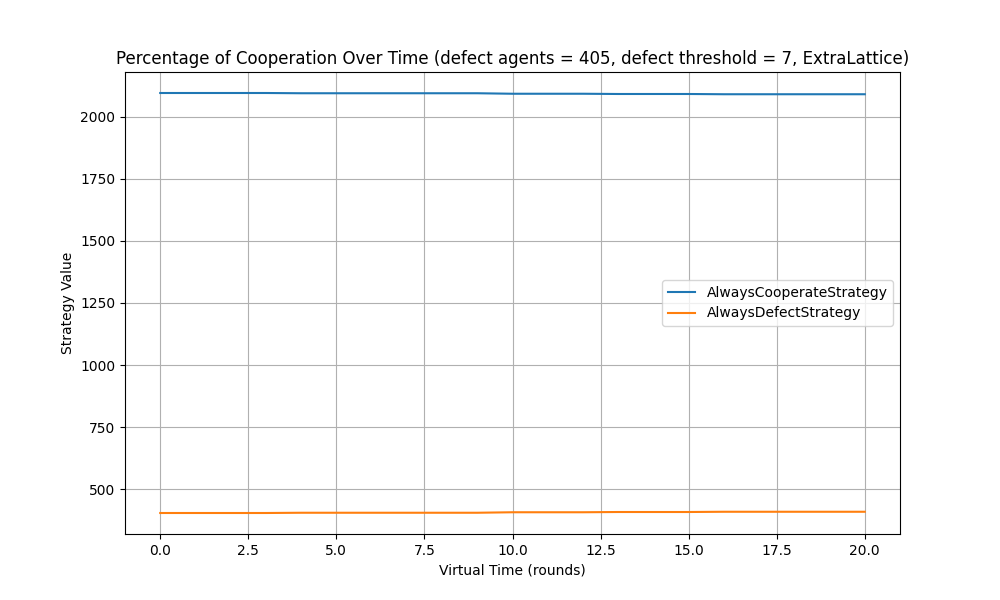 Percentage of Cooperation Over Time (defect agents = 405, defect threshold = 7, ExtraLattice)
Strategy Value
2000
1750
1500
1250
1000
750
500
AlwaysCooperateStrategy
AlwaysDefectStrategy
0.0 2.5 5.0 7.5 10.0 12.5 15.0 17.5 20.0
Virtual Time (rounds)